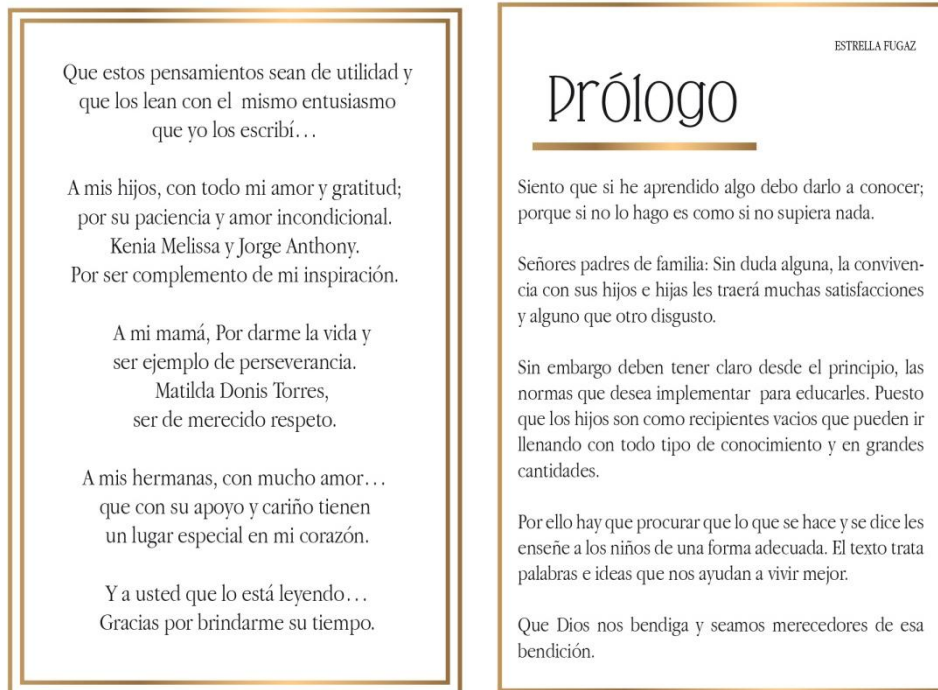 Que estos pensamientos sean de utilidad y
que los lean con el mismo entusiasmo
que yo los escribí...
A mis hijos, con todo mi amor y gratitud;
por su paciencia y amor incondicional.
Kenia Melissa y Jorge Anthony.
Por ser complemento de mi inspiración.
A mi mamá, Por darme la vida y
ser ejemplo de perseverancia.
Matilda Donis Torres,
ser de merecido respeto.
A mis hermanas, con mucho amor...
que con su apoyo y cariño tienen
un lugar especial en mi corazón.
Y a usted que lo está leyendo...
Gracias por brindarme su tiempo.
ESTRELLA FUGAZ
Prólogo
Siento que si he aprendido algo debo darlo a conocer;
porque si no lo hago es como si no supiera nada.
Señores padres de familia: Sin duda alguna, la conviven-
cia con sus hijos e hijas les traerá muchas satisfacciones
y alguno que otro disgusto.
Sin embargo deben tener claro desde el principio, las
normas que desea implementar para educarles. Puesto
que los hijos son como recipientes vacios que pueden ir
llenando con todo tipo de conocimiento y en grandes
cantidades.
Por ello hay que procurar que lo que se hace y se dice les
enseñe a los niños de una forma adecuada. El texto trata
palabras e ideas que nos ayudan a vivir mejor.
Que Dios nos bendiga y seamos merecedores de esa
bendición.